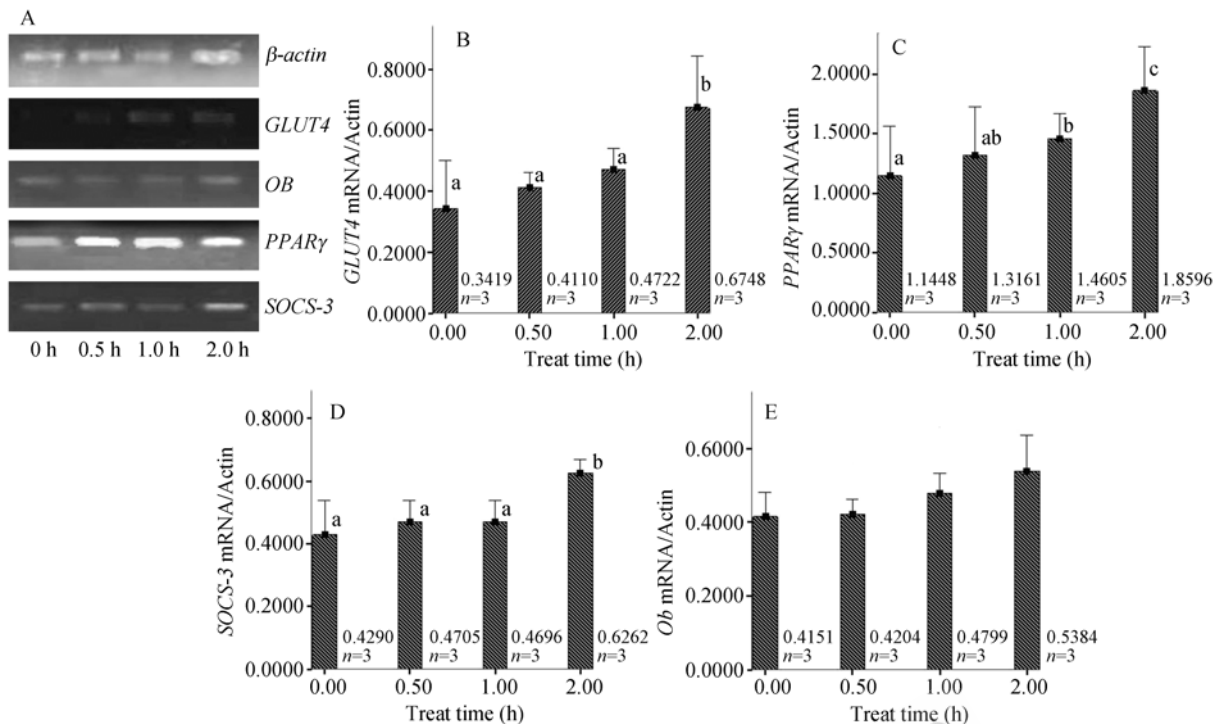 A
β-actin
GLUT4
OB
PPARγ
SOCS-3
0 h 0.5 h 1.0 h 2.0 h
B
GLUT4 mRNA/Actin
0.8000
0.6000
0.4000
0.2000
0.0000
a
a
a
b
0.3419 0.4110 0.4722 0.6748
n=3 n=3 n=3 n=3
0.00 0.50 1.00 2.00
Treat time (h)
C
PPARγ mRNA/Actin
2.0000
1.5000
1.0000
0.5000
0.0000
a
ab
b
c
1.1448 1.3161 1.4605 1.8596
n=3 n=3 n=3 n=3
0.00 0.50 1.00 2.00
Treat time (h)
D
SOCS-3 mRNA/Actin
0.8000
0.6000
0.4000
0.2000
0.0000
a
a
a
b
0.4290 0.4705 0.4696 0.6262
n=3 n=3 n=3 n=3
0.00 0.50 1.00 2.00
Treat time (h)
E
Ob mRNA/Actin
0.6000
0.4000
0.2000
0.0000
0.4151 0.4204 0.4799 0.5384
n=3 n=3 n=3 n=3
0.00 0.50 1.00 2.00
Treat time (h)